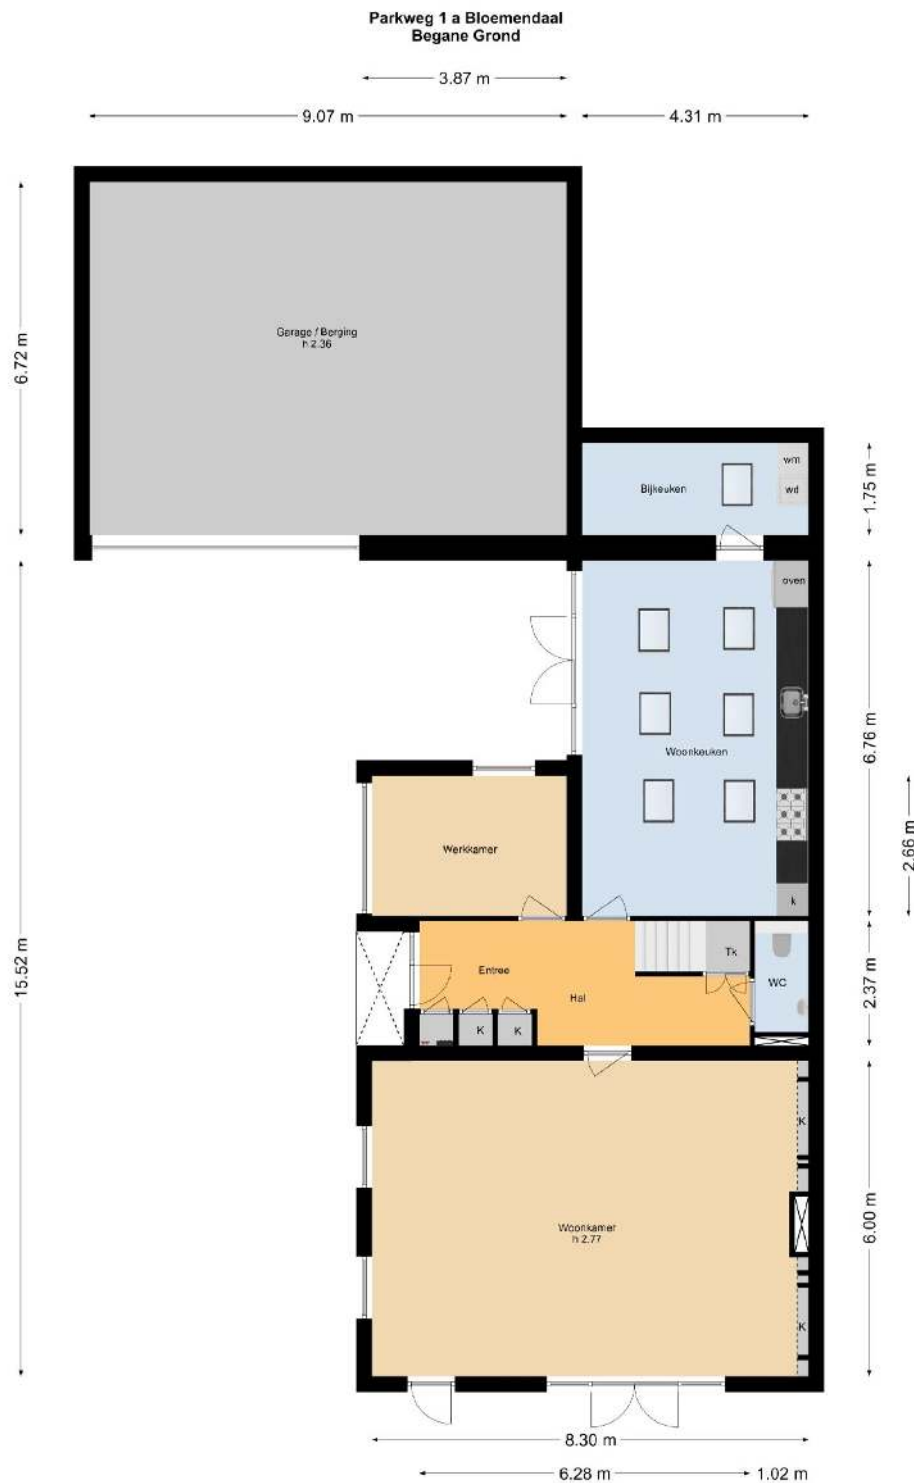 Parkweg 1 a Bloemendaal
Begane Grond
3.87 m
9.07 m
4.31 m
6.72 m
Garage / Berging
h 2.36
1.75 m
Bijkeuken
wm
wd
oven
Woonkeuken
6.76 m
2.66 m
Werkkamer
k
15.52 m
Entree
Hal
Tk
WC
2.37 m
K
K
K
Woonkamer
h 2.77
6.00 m
K
8.30 m
6.28 m
1.02 m